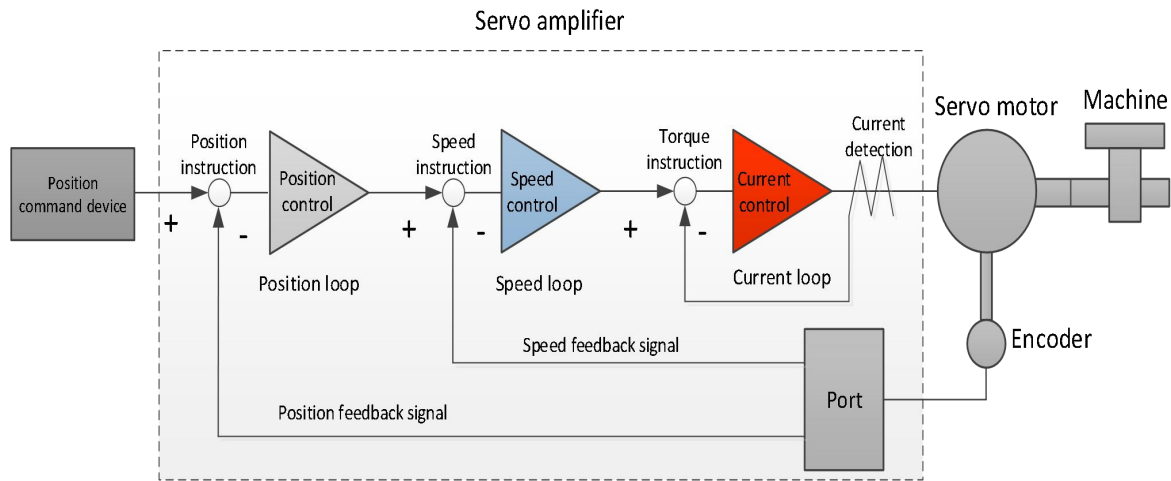 Servo amplifier
Position
command device
+
-
Position
instruction
Position
control
Position loop
+
-
Speed
instruction
Speed
control
Speed loop
+
-
Torque
instruction
Current
control
Current loop
Current
detection
Servo motor
Machine
Encoder
Port
Speed feedback signal
Position feedback signal